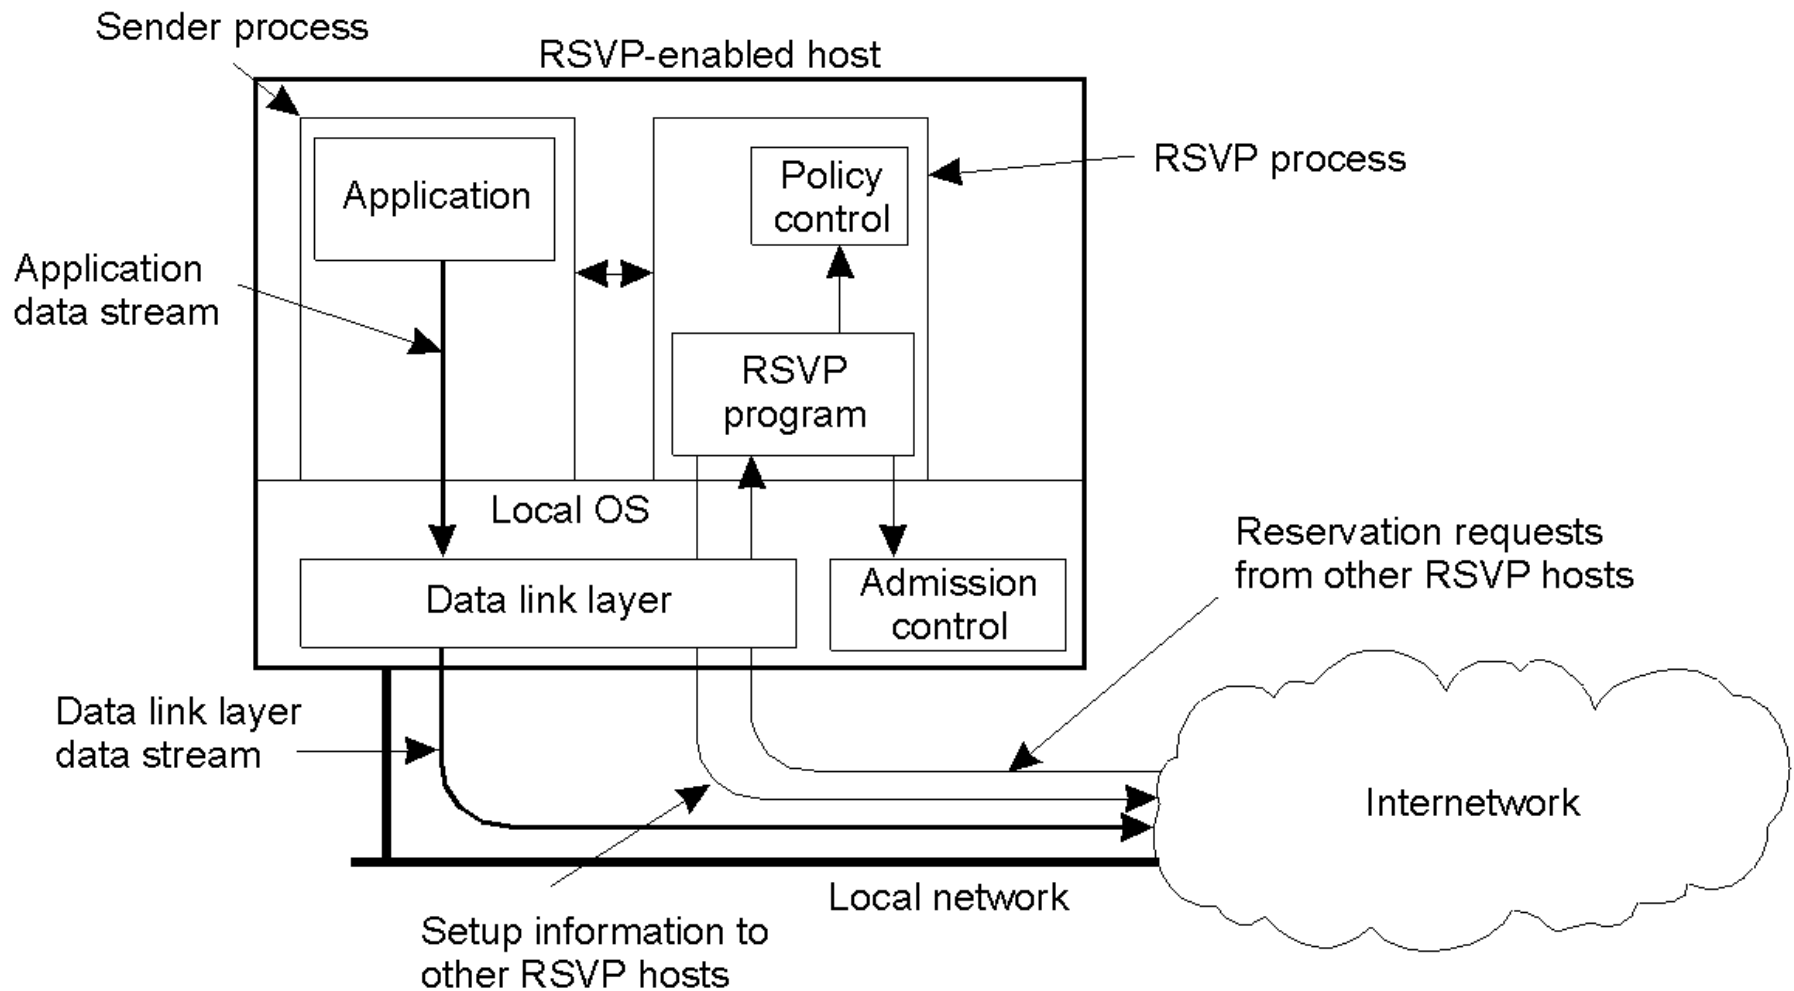 Sender process
RSVP-enabled host
Application
Policy
control
RSVP process
Application
data stream
RSVP
program
Local OS
Data link layer
Admission
control
Reservation requests
from other RSVP hosts
Data link layer
data stream
Internetwork
Local network
Setup information to
other RSVP hosts